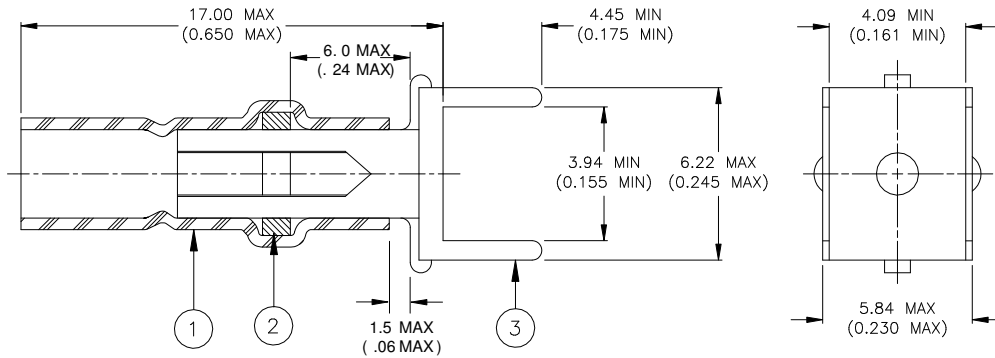 17.00 MAX
(0.650 MAX)
6.0 MAX
(. 24 MAX)
4.45 MIN
(0.175 MIN)
4.09 MIN
(0.161 MIN)
3.94 MIN
(0.155 MIN)
6.22 MAX
(0.245 MAX)
1
2
3
1.5 MAX
( .06 MAX)
5.84 MAX
(0.230 MAX)